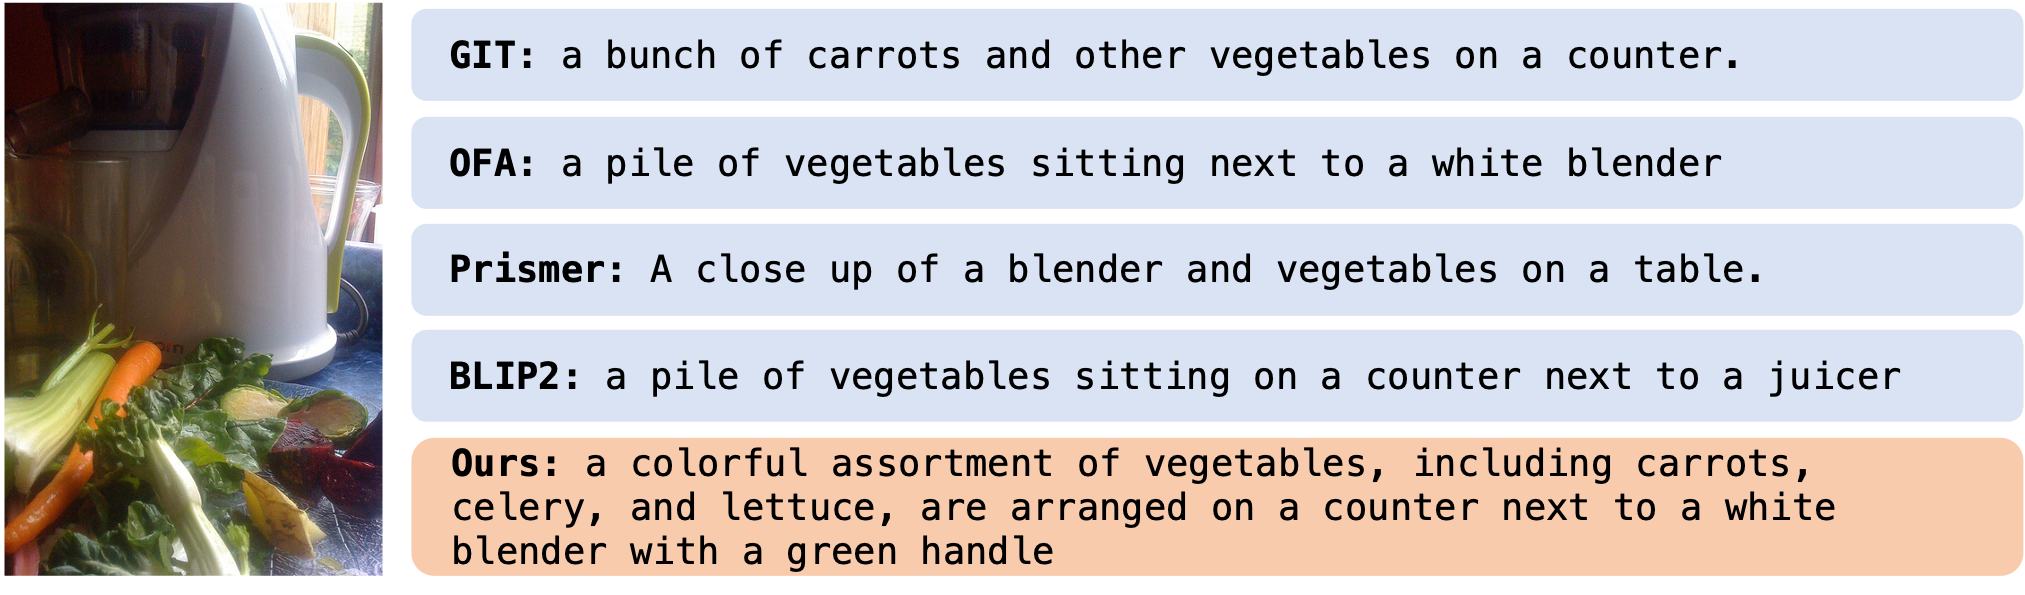 GIT: a bunch of carrots and other vegetables on a counter.
OFA: a pile of vegetables sitting next to a white blender
Prismer: A close up of a blender and vegetables on a table.
BLIP2: a pile of vegetables sitting on a counter next to a juicer
Ours: a colorful assortment of vegetables, including carrots,
celery, and lettuce, are arranged on a counter next to a white
blender with a green handle